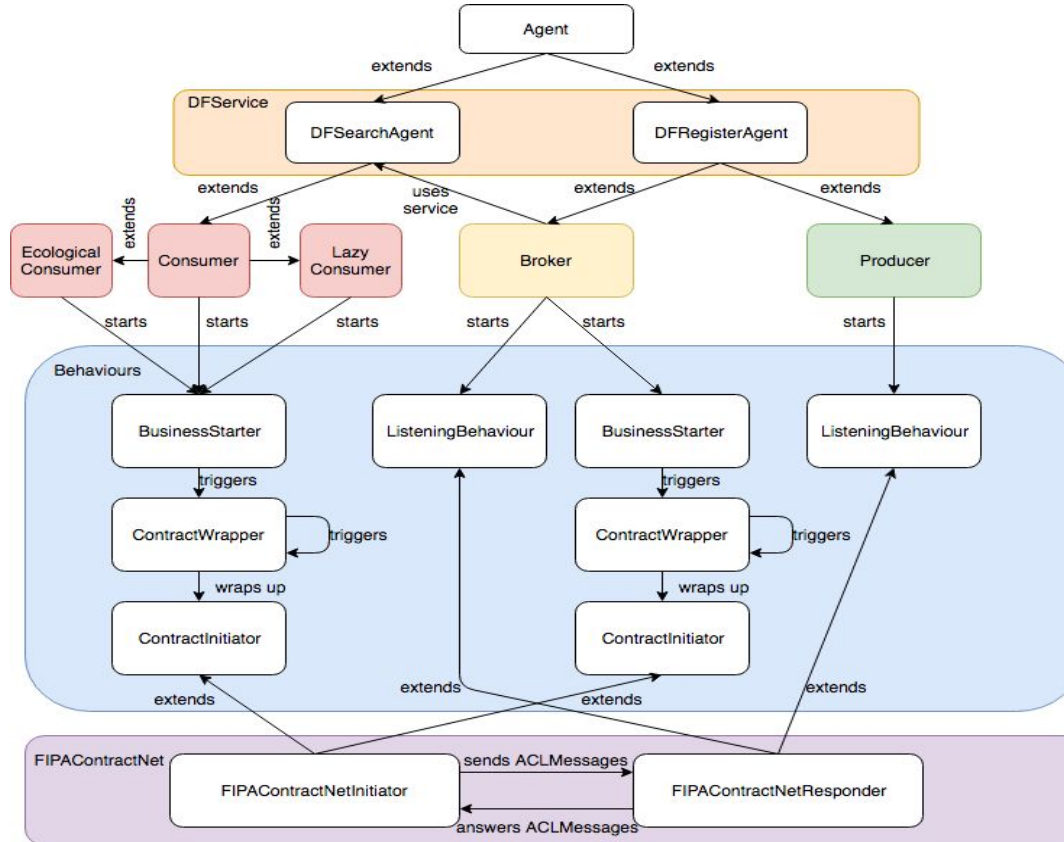 Agent
extends
extends
DFService
DFSearchAgent
DFRegisterAgent
extends
uses
service
extends
extends
Ecological
Consumer
extends
Consumer
extends
Lazy
Consumer
Broker
Producer
starts
starts
starts
starts
starts
starts
Behaviours
BusinessStarter
ListeningBehaviour
BusinessStarter
ListeningBehaviour
triggers
triggers
ContractWrapper
triggers
ContractWrapper
triggers
wraps up
wraps up
ContractInitiator
ContractInitiator
extends
extends
extends
extends
FIPAContractNet
FIPAContractNetInitiator
sends ACLMessages
FIPAContractNetResponder
answers ACLMessages